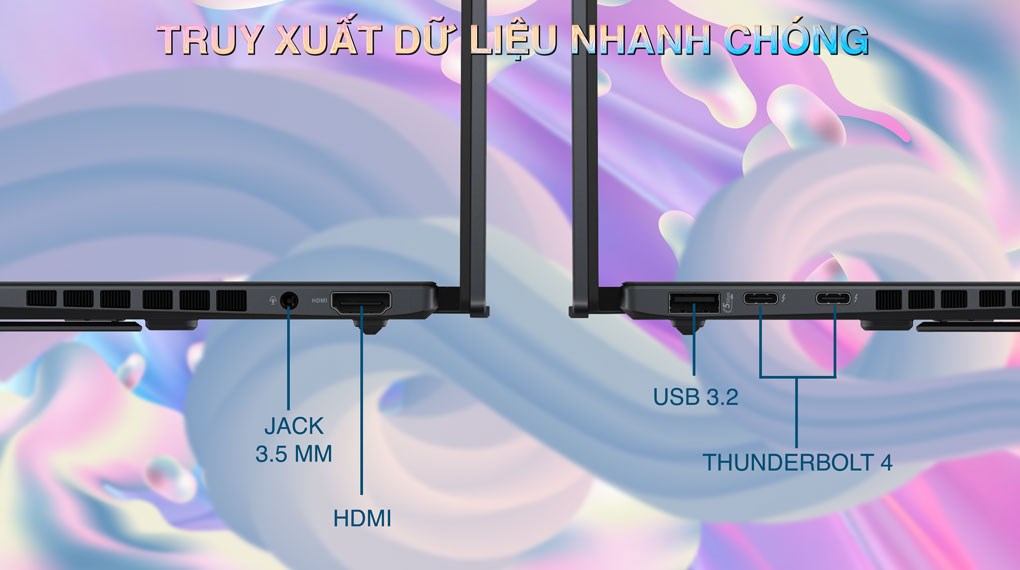 TRUY XUẤT DỮ LIỆU NHANH CHÓNG
HDMI
JACK
3.5 MM
HDMI
USB 3.2
THUNDERBOLT 4